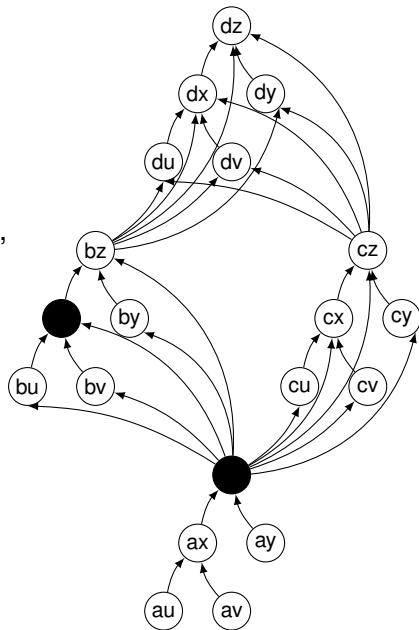 dz
dx dy
du dv
,
bz cz
by cx cy
bu bv cu cv
ax ay
au av